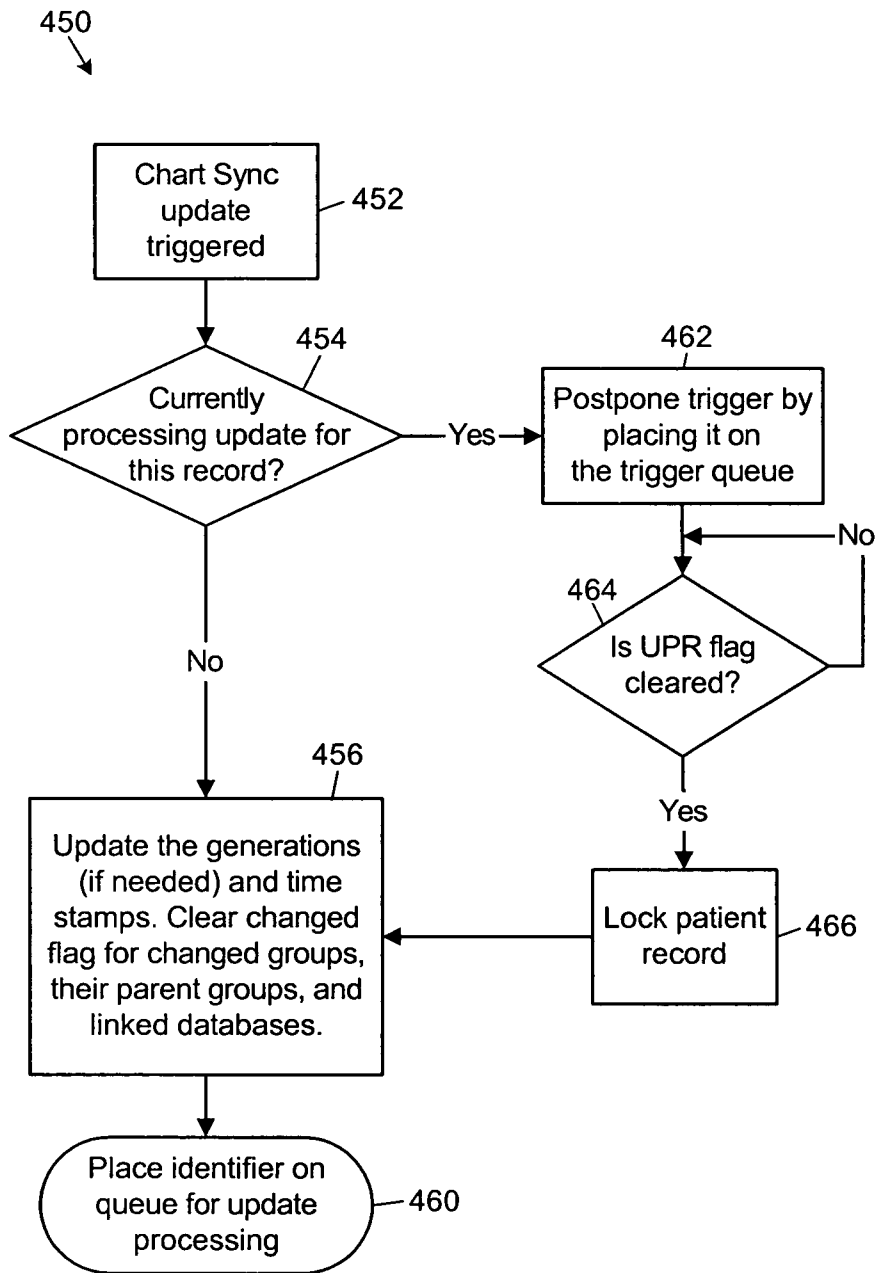 450
Chart Sync
update
triggered
452
454
Currently
processing update for
this record?
Yes
462
Postpone trigger by
placing it on
the trigger queue
No
464
Is UPR flag
cleared?
No
Yes
456
Update the generations
(if needed) and time
stamps. Clear changed
flag for changed groups,
their parent groups, and
linked databases.
Lock patient
record
466
Place identifier on
queue for update
processing
460